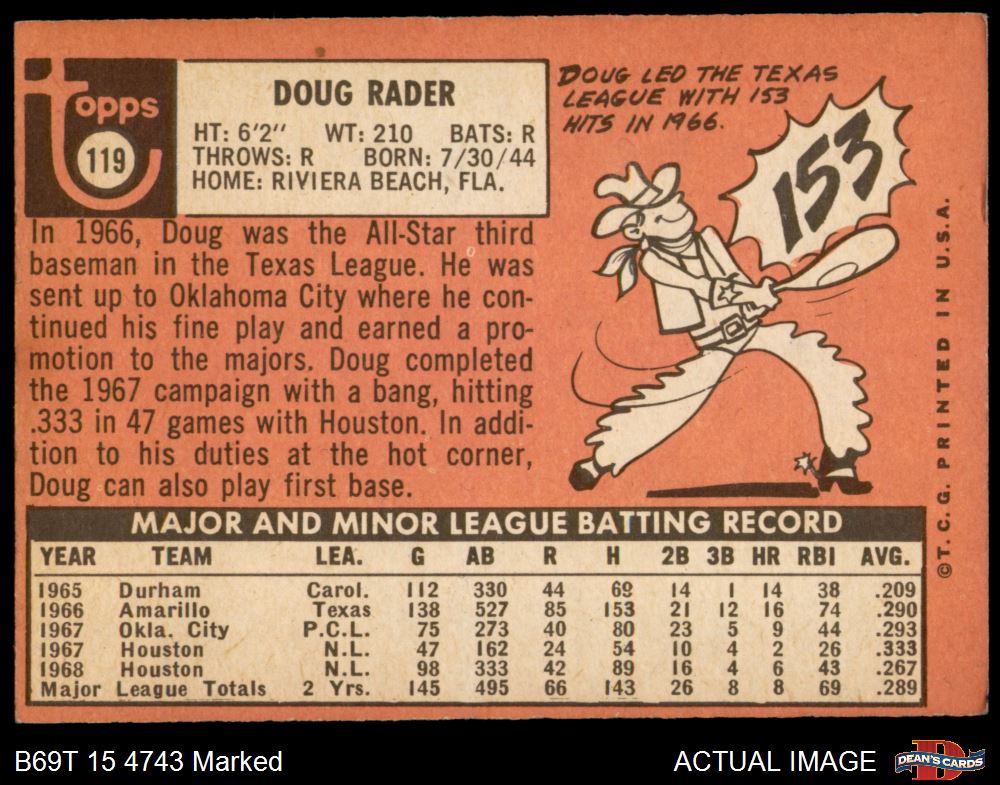 Topps
119
DOUG RADER
HT: 6'2" WT: 210 BATS: R
THROWS: R BORN: 7/30/44
HOME: RIVIERA BEACH, FLA.
DOUG LED THE TEXAS
LEAGUE WITH 153
HITS IN 1966.
153
In 1966, Doug was the All-Star third
baseman in the Texas League. He was
sent up to Oklahoma City where he con-
tinued his fine play and earned a pro-
motion to the majors. Doug completed
the 1967 campaign with a bang, hitting
.333 in 47 games with Houston. In addi-
tion to his duties at the hot corner,
Doug can also play first base.
MAJOR AND MINOR LEAGUE BATTING RECORD
YEAR TEAM LEA. G AB R H 2B 3B HR RBI AVG.
1965 Durham Carol. 112 330 44 69 14 1 14 38 .209
1966 Amarillo Texas 138 527 85 153 21 12 16 74 .290
1967 Okla. City P.C.L. 75 273 40 80 23 5 9 44 .293
1967 Houston N.L. 47 162 24 54 10 4 2 26 .333
1968 Houston N.L. 98 333 42 89 16 4 6 43 .267
Major League Totals 2 Yrs. 145 495 66 143 26 8 8 69 .289
©T. C. G. PRINTED IN U.S.A.
B69T 15 4743 Marked
ACTUAL IMAGE
D
DEAN'S CARDS